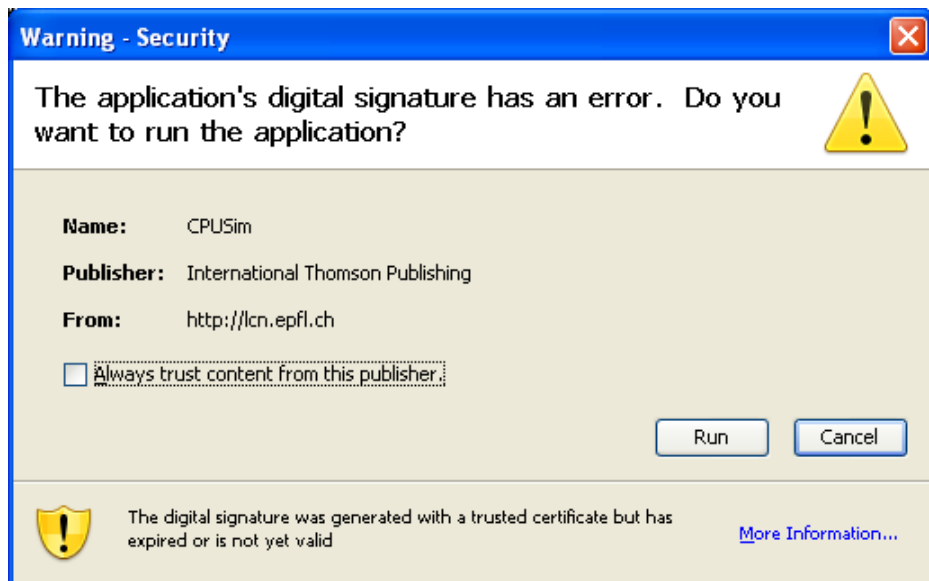 Warning - Security
The application's digital signature has an error.  Do you
want to run the application?
Name: CPUSim
Publisher: International Thomson Publishing
From: http://lcn.epfl.ch
Always trust content from this publisher.
Run Cancel
The digital signature was generated with a trusted certificate but has
expired or is not yet valid
More Information...